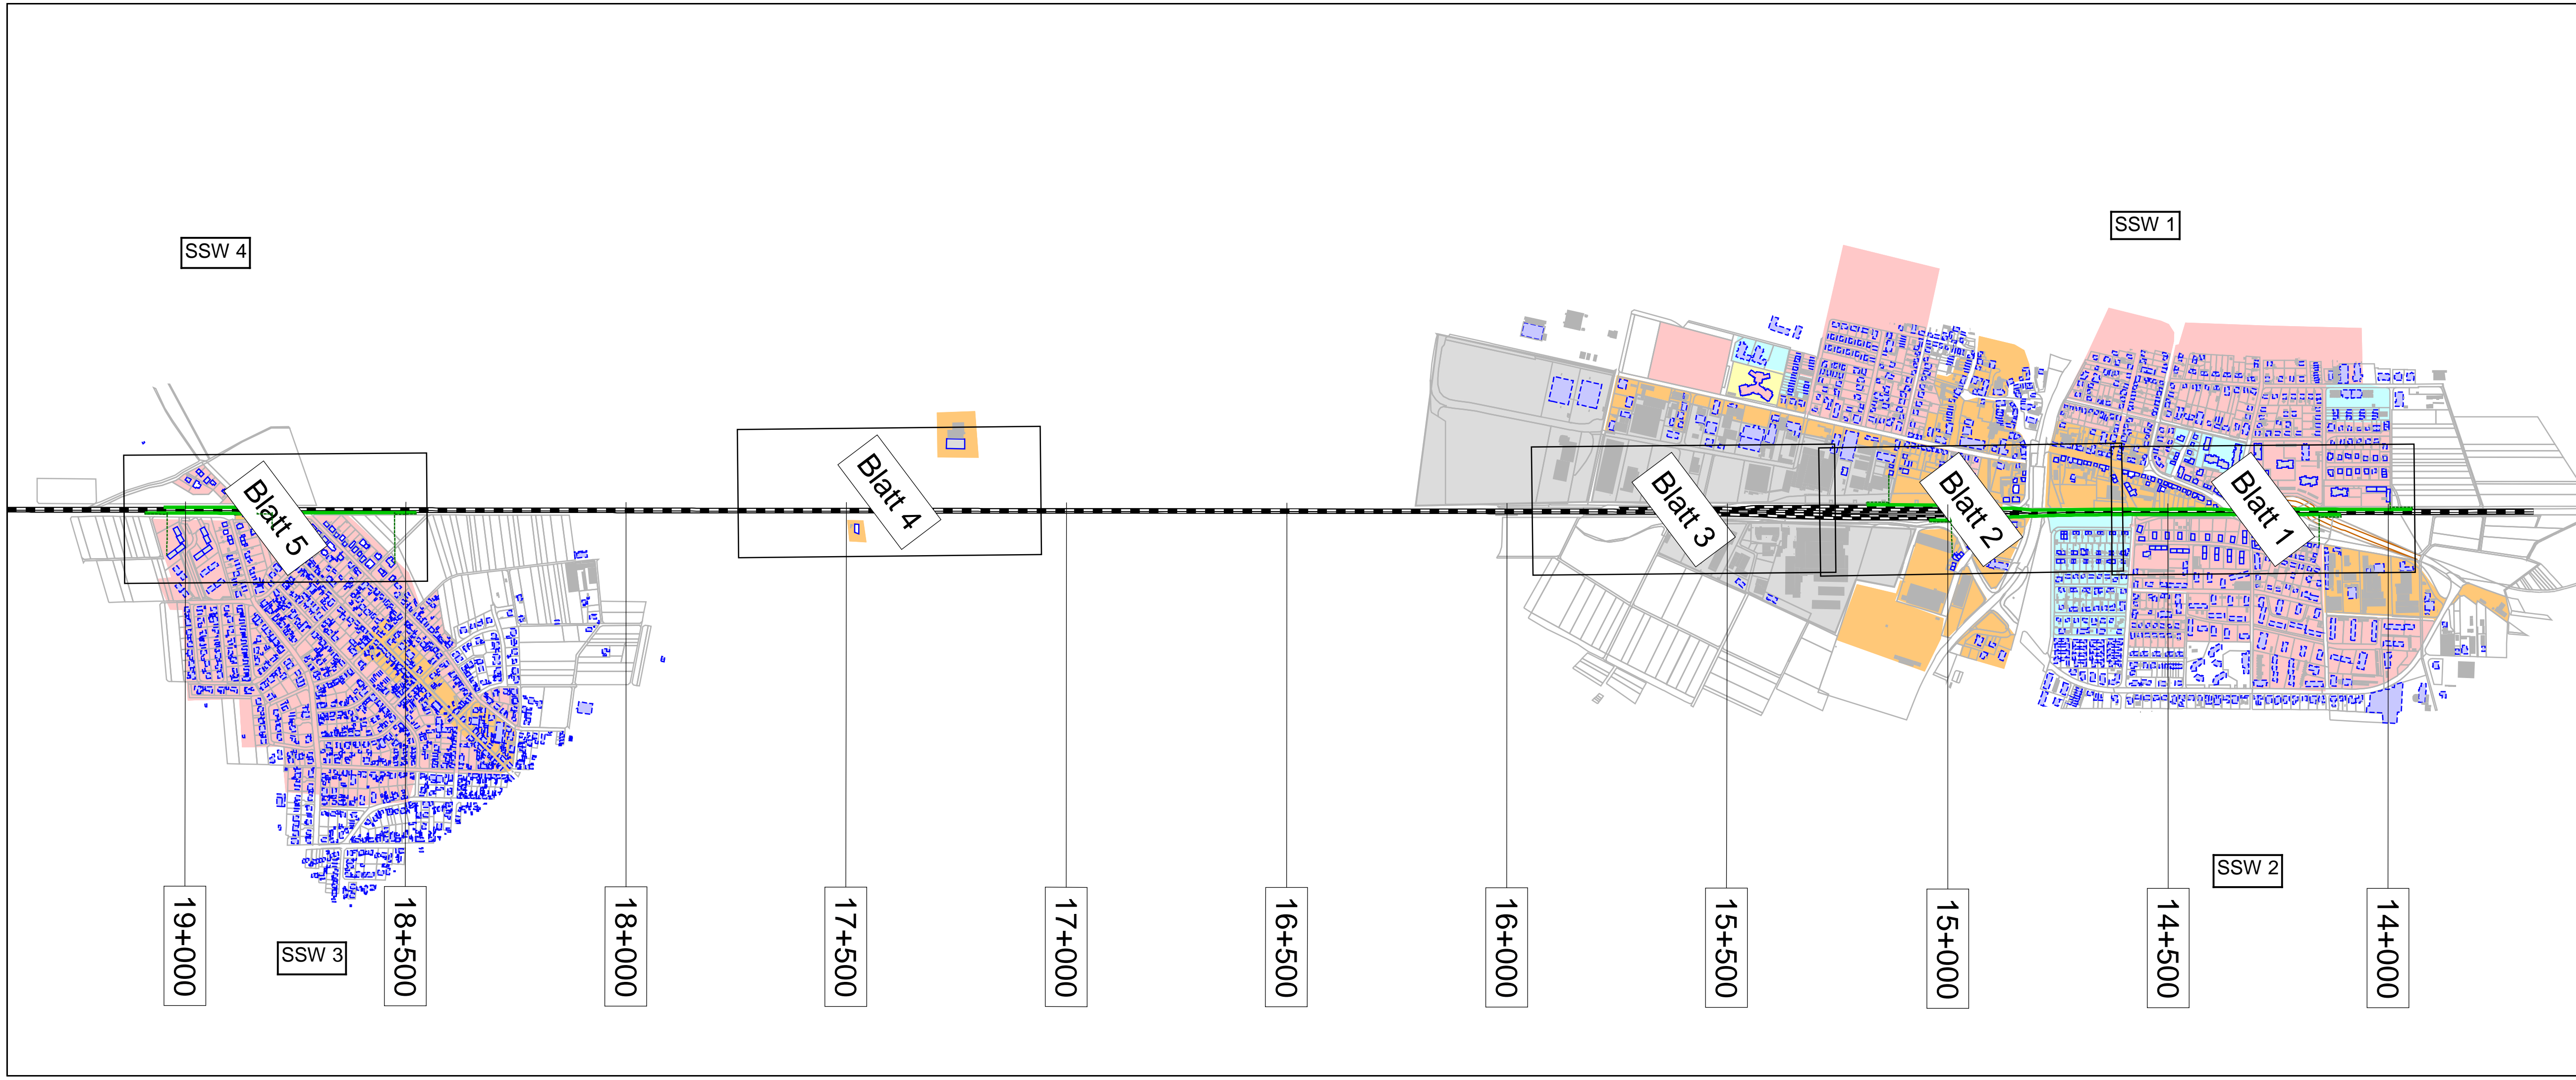 SSW 1
SSW 4
Blatt 5
Blatt 4
Blatt 3
Blatt 2
Blatt 1
SSW 2
SSW 3
19+000
18+500
18+000
17+500
17+000
16+500
16+000
15+500
15+000
14+500
14+000